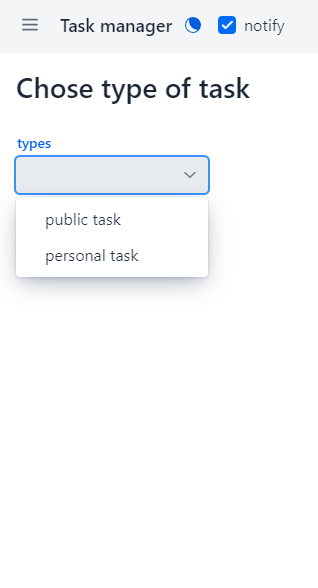 Task manager notify
Chose type of task
types
public task
personal task